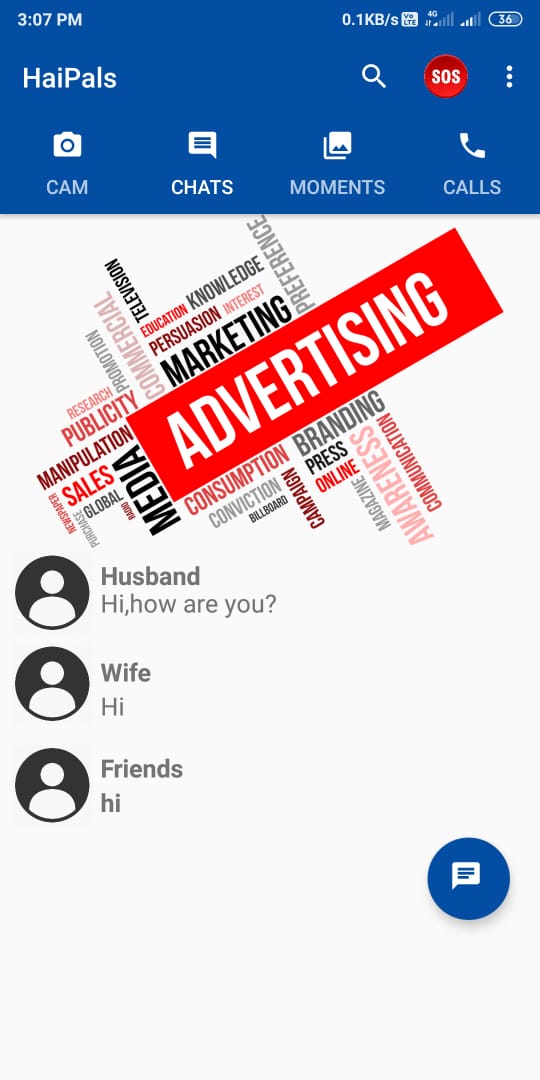 3:07 PM
0.1KB/s
Vo LTE
4G
36
HaiPals
SOS
CAM
CHATS
MOMENTS
CALLS
PREFERENCE
TELEVISION
KNOWLEDGE
EDUCATION
INTEREST
PERSUASION
COMMERCIAL
MARKETING
PROMOTION
ADVERTISING
RESEARCH
PUBLICITY
MANIPULATION
SALES
GLOBAL
MEDIA
NEWSPAPER
PURCHASE
RADIO
CONSUMPTION
CONVICTION
BILLBOARD
CAMPAIGN
BRANDING
PRESS
ONLINE
MAGAZINE
AWARENESS
COMMUNICATION
Husband
Hi,how are you?
Wife
Hi
Friends
hi